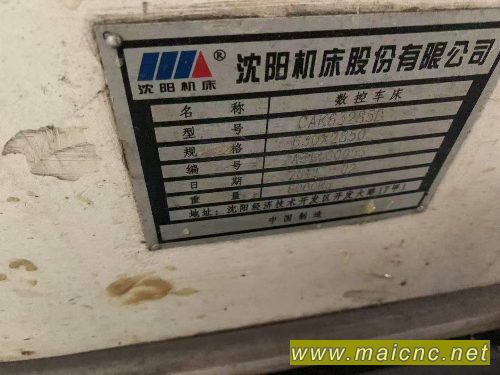 沈阳机床®
沈阳机床股份有限公司
名称 数控车床
型号
规格 630×2850
编号
日期
重量
地址：沈阳经济技术开发区开发大路17甲1
中国制造
www.maicnc.net